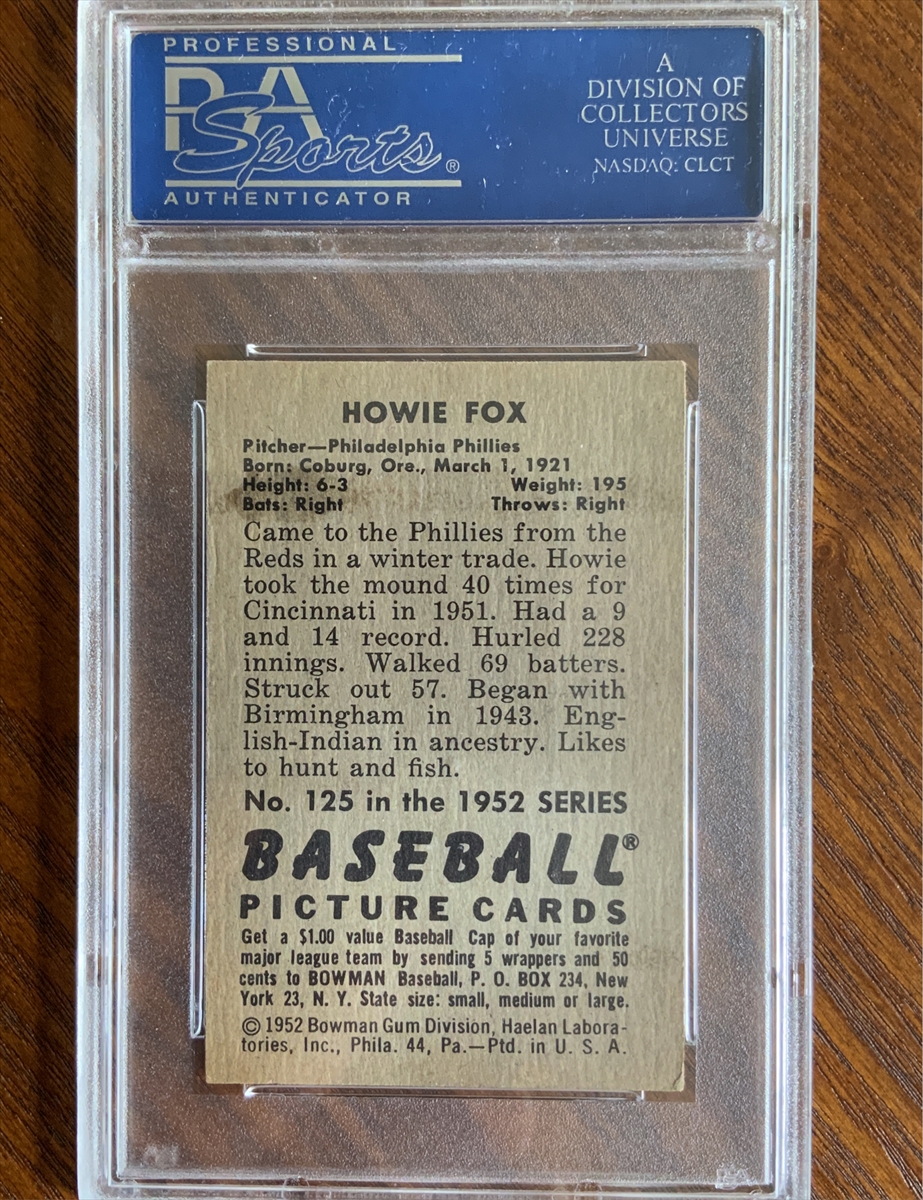 PROFESSIONAL
PSA
Sports®
AUTHENTICATOR
A
DIVISION OF
COLLECTORS
UNIVERSE
NASDAQ: CLCT
HOWIE FOX
Pitcher—Philadelphia Phillies
Born: Coburg, Ore., March 1, 1921
Height: 6-3 Weight: 195
Bats: Right Throws: Right
Came to the Phillies from the
Reds in a winter trade. Howie
took the mound 40 times for
Cincinnati in 1951. Had a 9
and 14 record. Hurled 228
innings. Walked 69 batters.
Struck out 57. Began with
Birmingham in 1943. Eng-
lish-Indian in ancestry. Likes
to hunt and fish.
No. 125 in the 1952 SERIES
BASEBALL®
PICTURE CARDS
Get a $1.00 value Baseball Cap of your favorite
major league team by sending 5 wrappers and 50
cents to BOWMAN Baseball, P. O. BOX 234, New
York 23, N. Y. State size: small, medium or large.
© 1952 Bowman Gum Division, Haelan Labora-
tories, Inc., Phila. 44, Pa.—Ptd. in U. S. A.